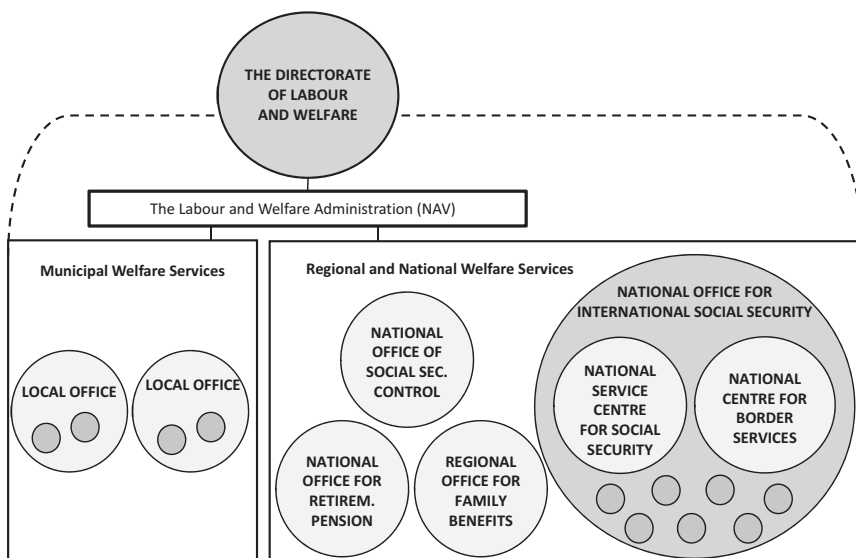 THE DIRECTORATE
OF LABOUR
AND WELFARE
The Labour and Welfare Administration (NAV)
Municipal Welfare Services
LOCAL OFFICE
LOCAL OFFICE
Regional and National Welfare Services
NATIONAL
OFFICE OF
SOCIAL SEC.
CONTROL
NATIONAL
OFFICE FOR
RETIREM.
PENSION
REGIONAL
OFFICE FOR
FAMILY
BENEFITS
NATIONAL OFFICE FOR
INTERNATIONAL SOCIAL SECURITY
NATIONAL
SERVICE
CENTRE
FOR SOCIAL
SECURITY
NATIONAL
CENTRE FOR
BORDER
SERVICES